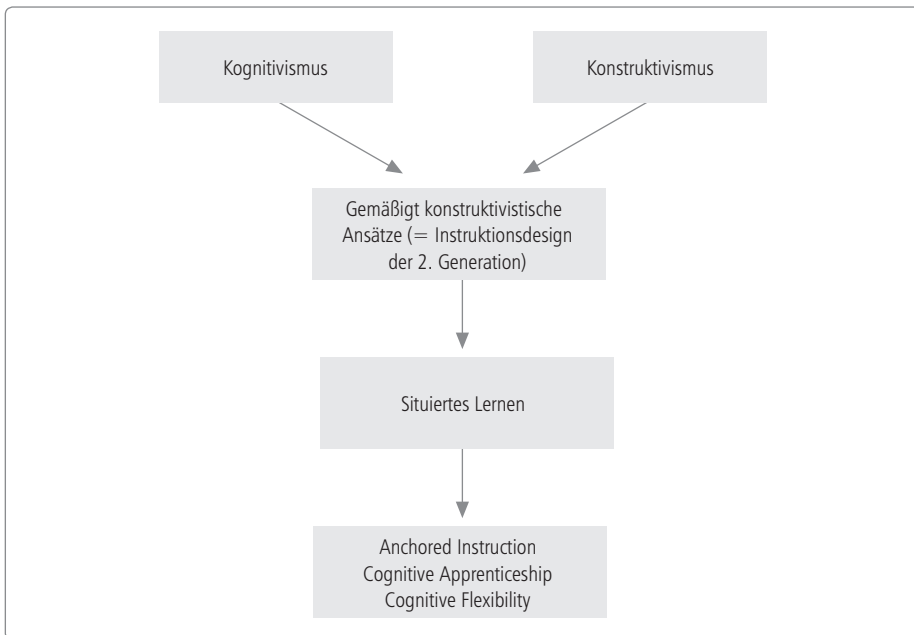 Kognitivismus
Konstruktivismus
Gemäßigt konstruktivistische
Ansätze (= Instruktionsdesign
der 2. Generation)
Situiertes Lernen
Anchored Instruction
Cognitive Apprenticeship
Cognitive Flexibility